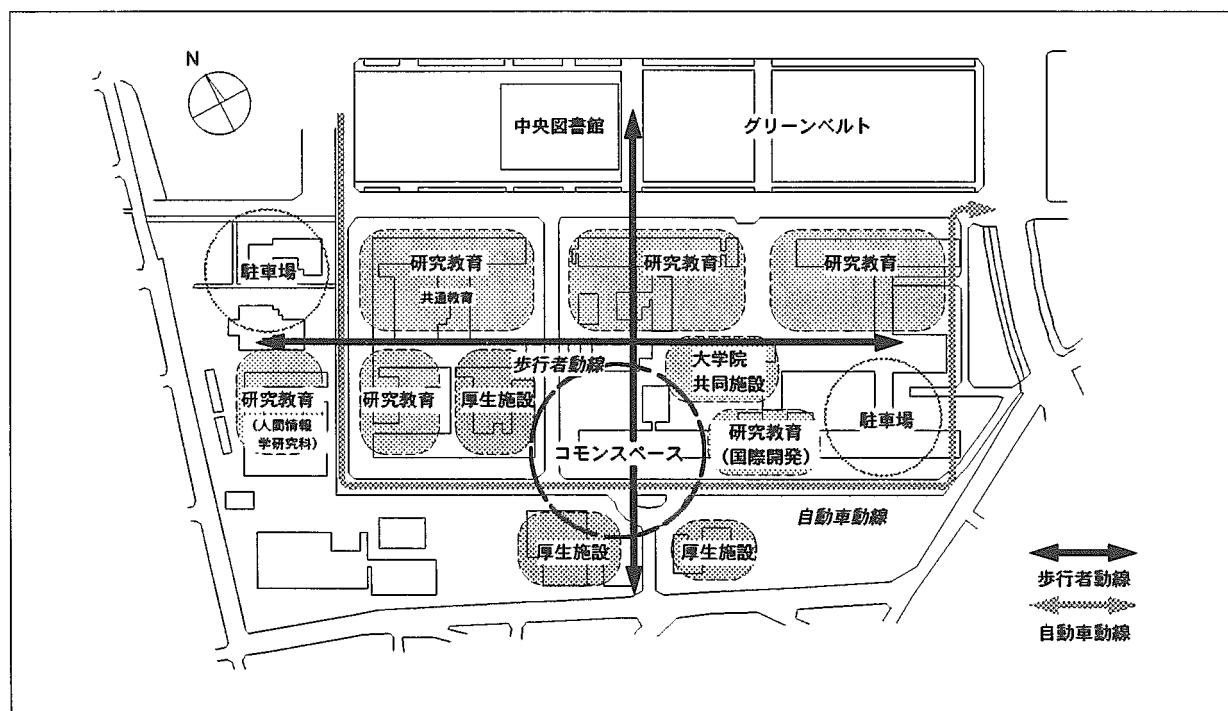 N
中央図書館
グリーンベルト
駐車場
研究教育
共通教育
研究教育
研究教育
歩行者動線
大学院
共同施設
研究教育
(人間情報
学研究科)
研究教育
厚生施設
駐車場
コモンスペース
研究教育
(国際開発)
自動車動線
厚生施設
厚生施設
歩行者動線
自動車動線